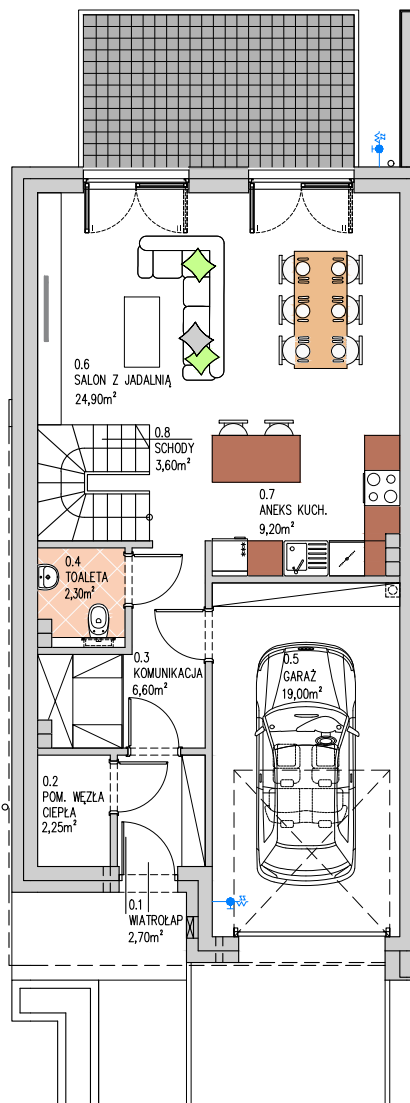 0.6
SALON Z JADALNIĄ
24,90m²
0.8
SCHODY
3,60m²
0.7
ANEKS KUCH.
9,20m²
0.4
TOALETA
2,30m²
0.3
KOMUNIKACJA
6,60m²
0.5
GARAŻ
19,00m²
0.2
POM. WĘZŁA
CIEPŁA
2,25m²
0.1
WIATROŁAP
2,70m²